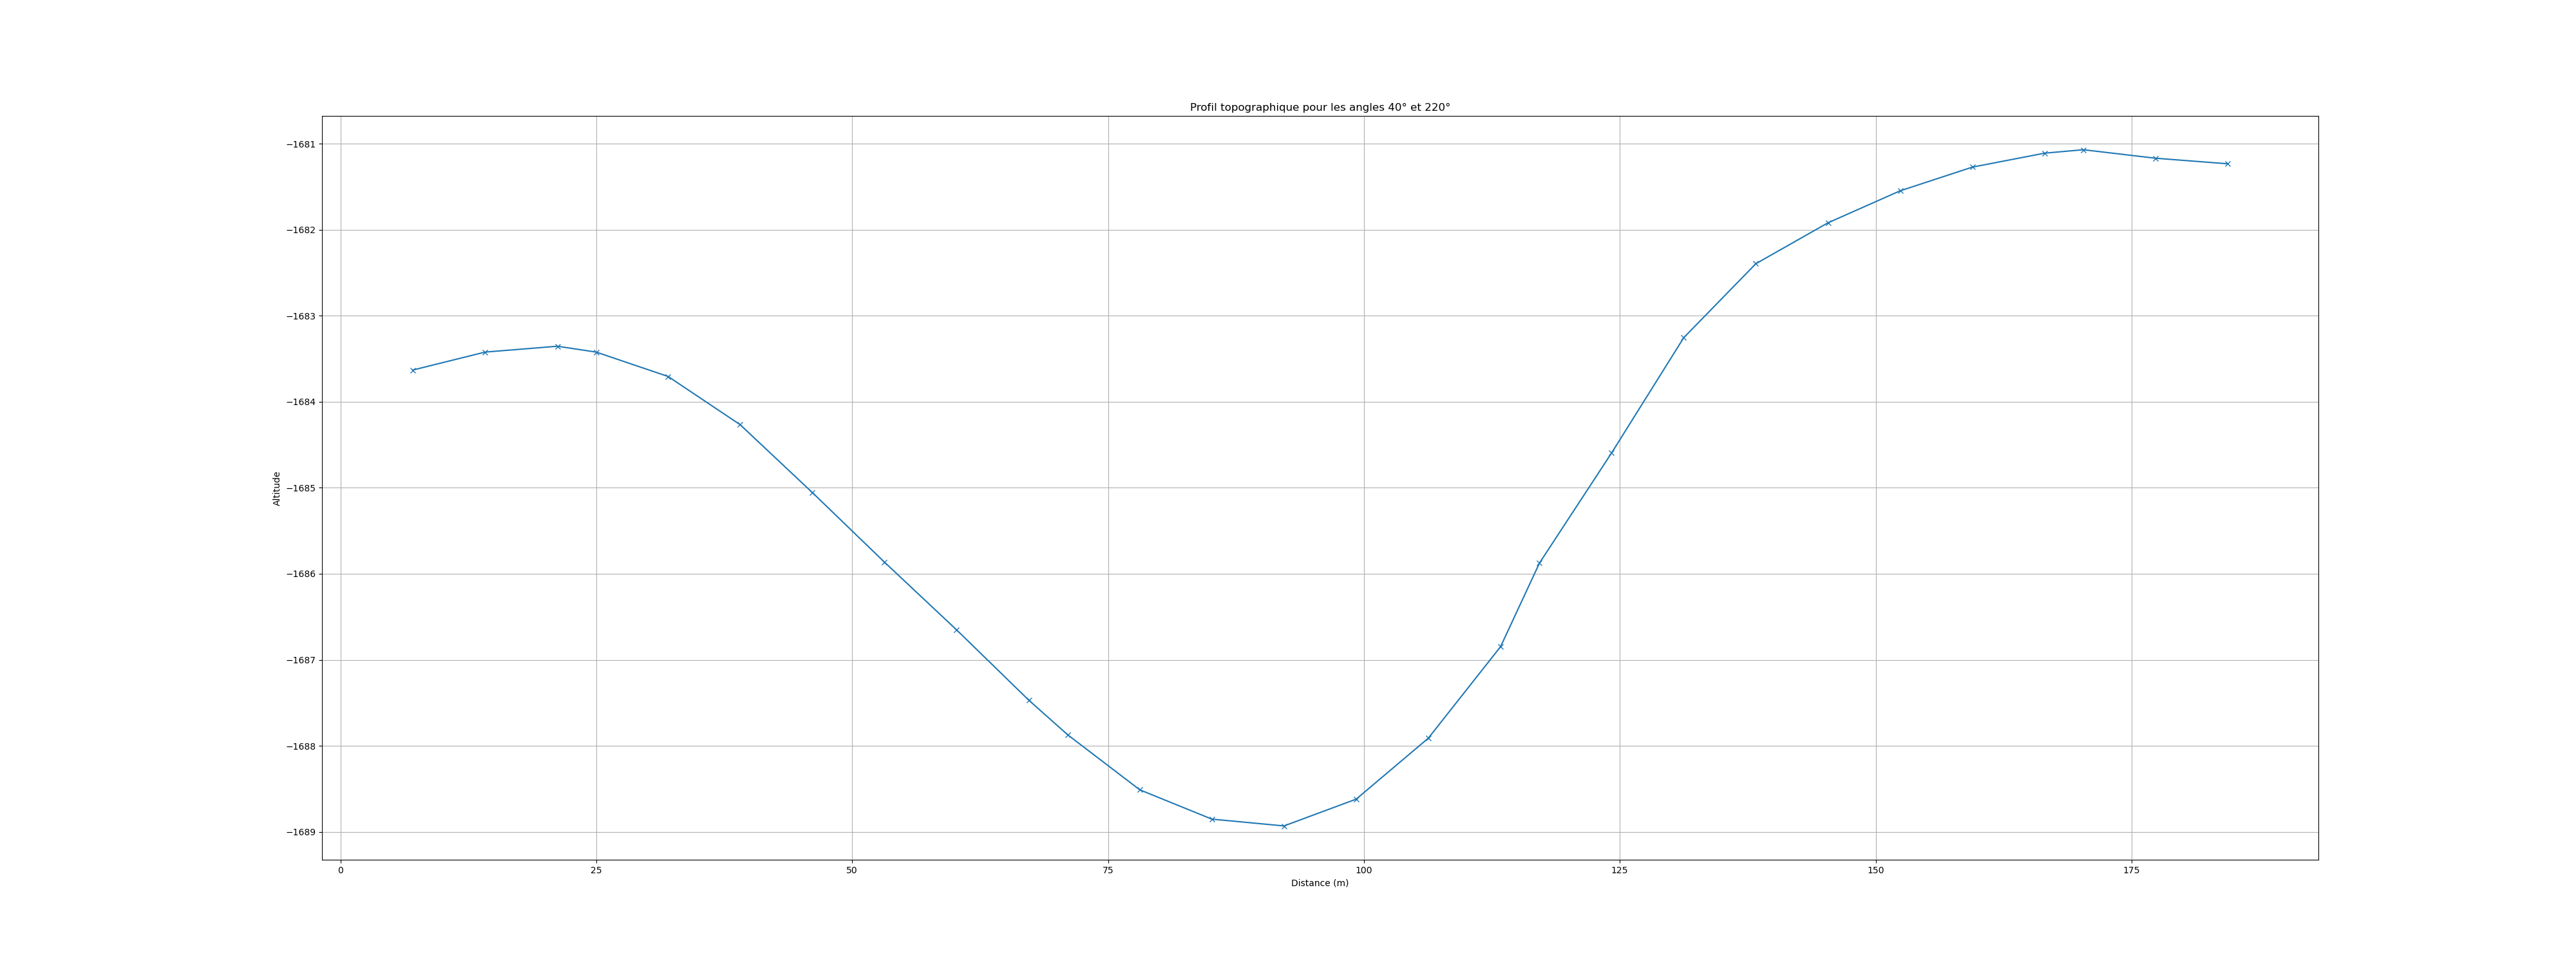 Profil topographique pour les angles 40° et 220°
Altitude
−1681
−1682
−1683
−1684
−1685
−1686
−1687
−1688
−1689
0 25 50 75 100 125 150 175
Distance (m)